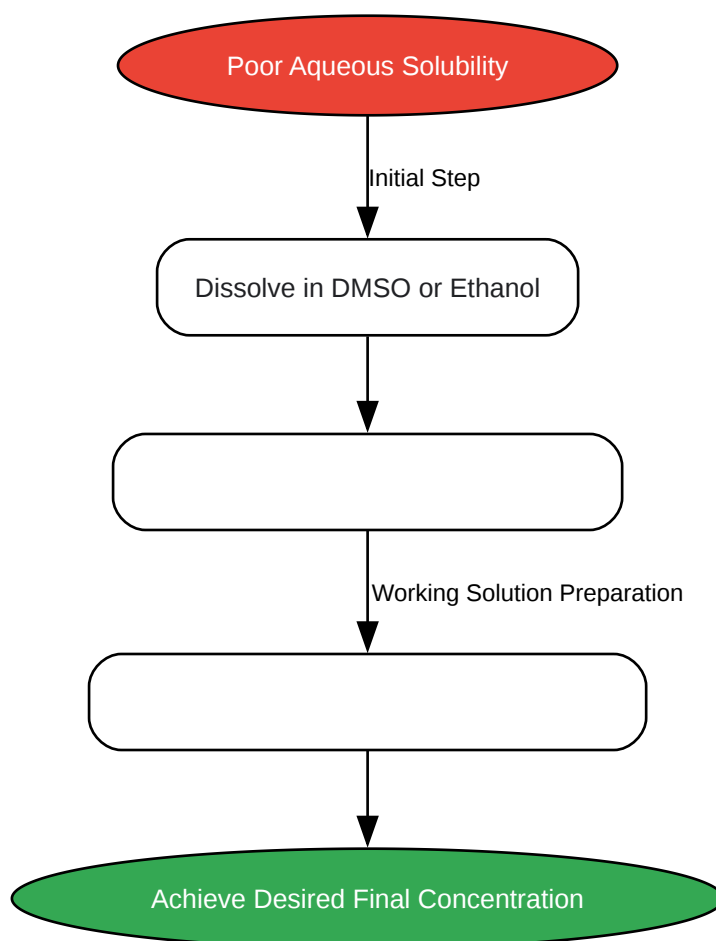 Poor Aqueous Solubility
Initial Step
Dissolve in DMSO or Ethanol
Working Solution Preparation
Achieve Desired Final Concentration